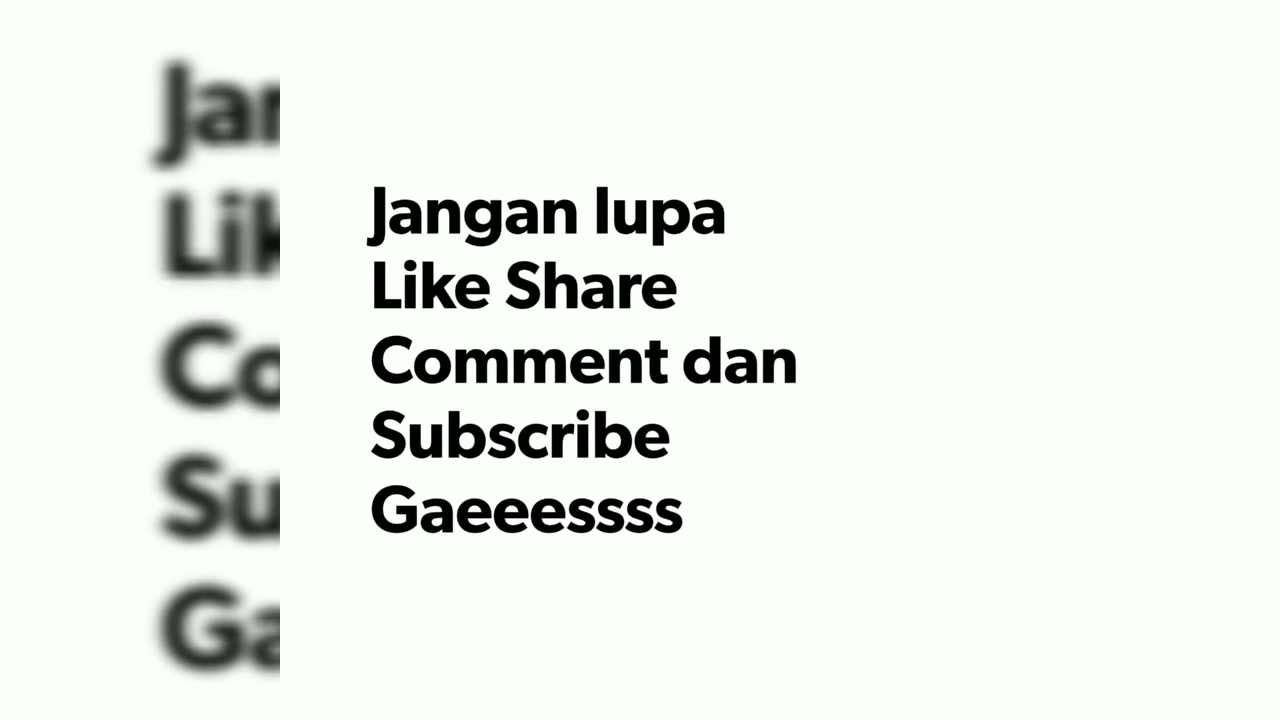 Jangan lupa
Like Share
Comment dan
Subscribe
Gaeeessss